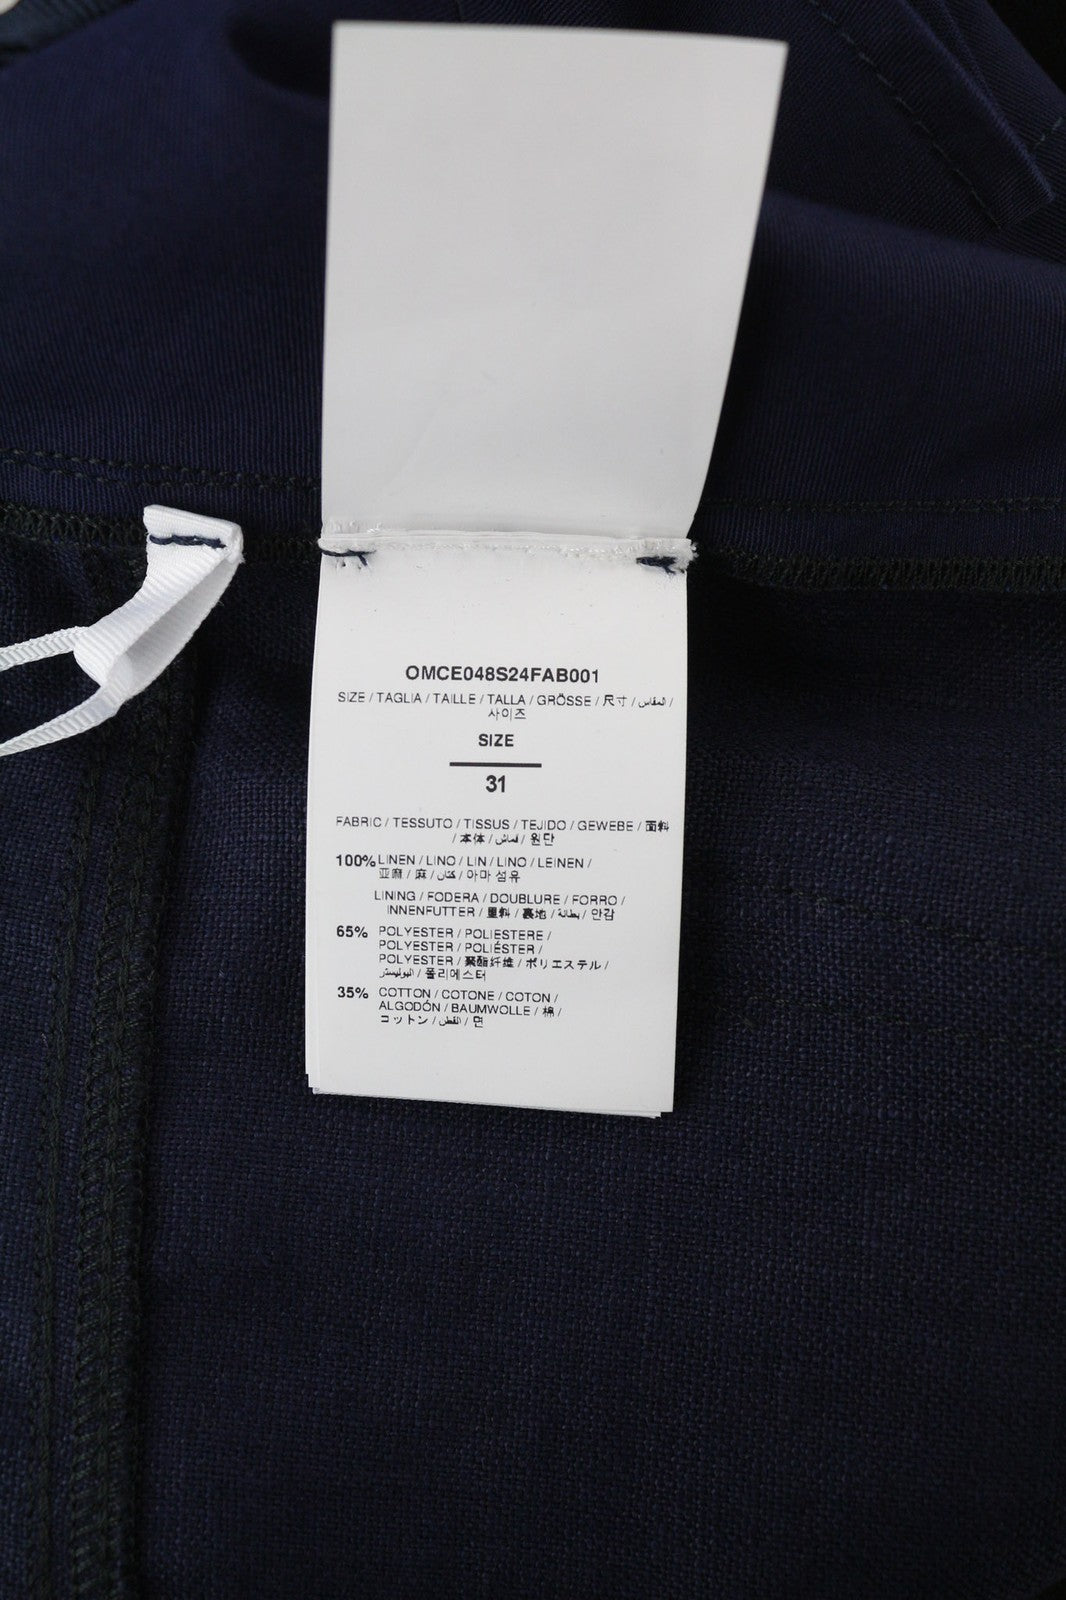 OMCE048S24FAB001
SIZE / TAGLIA / TAILLE / TALLA / GRÖSSE / 尺寸 / المقاس /
사이즈
SIZE
31
FABRIC / TESSUTO / TISSUS / TEJIDO / GEWEBE / 面料
/ 本体 / قماش / 원단
100% LINEN / LINO / LIN / LINO / LEINEN /
亚麻 / 麻 / كتان / 아마 섬유
LINING / FODERA / DOUBLURE / FORRO /
INNENFUTTER / 里料 / 裏地 / بطانة / 안감
65% POLYESTER / POLIESTERE /
POLYESTER / POLIÉSTER /
POLYESTER / 聚酯纤维 / ポリエステル /
البوليستر / 폴리에스터
35% COTTON / COTONE / COTON /
ALGODÓN / BAUMWOLLE / 棉 /
コットン / القطن / 면